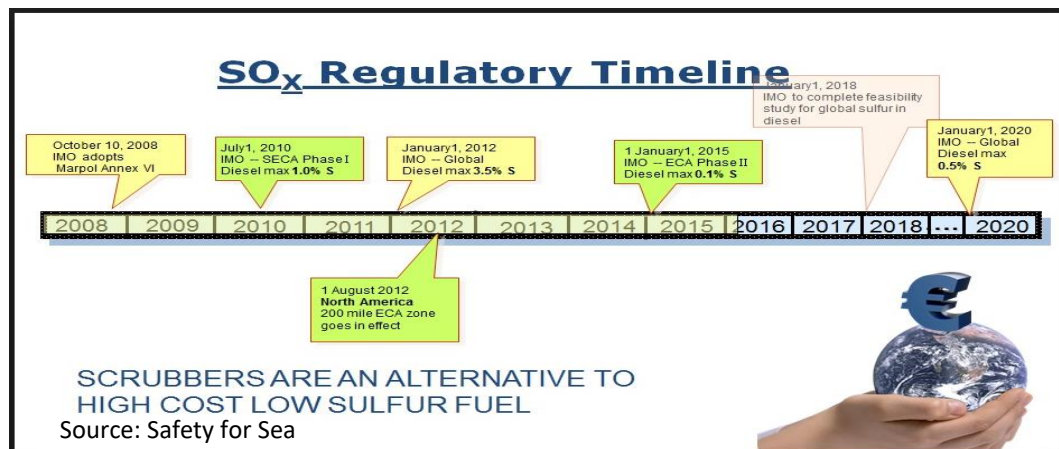 SOX Regulatory Timeline
January1, 2018
IMO to complete feasibility
study for global sulfur in
diesel
October 10, 2008
IMO adopts
Marpol Annex VI
July1, 2010
IMO -- SECA Phase I
Diesel max 1.0% S
January1, 2012
IMO -- Global
Diesel max 3.5% S
1 January1, 2015
IMO -- ECA Phase II
Diesel max 0.1% S
January1, 2020
IMO -- Global
Diesel max
0.5% S
2008 2009 2010 2011 2012 2013 2014 2015 2016 2017 2018 ... 2020
1 August 2012
North America
200 mile ECA zone
goes in effect
€
SCRUBBERS ARE AN ALTERNATIVE TO
HIGH COST LOW SULFUR FUEL
Source: Safety for Sea